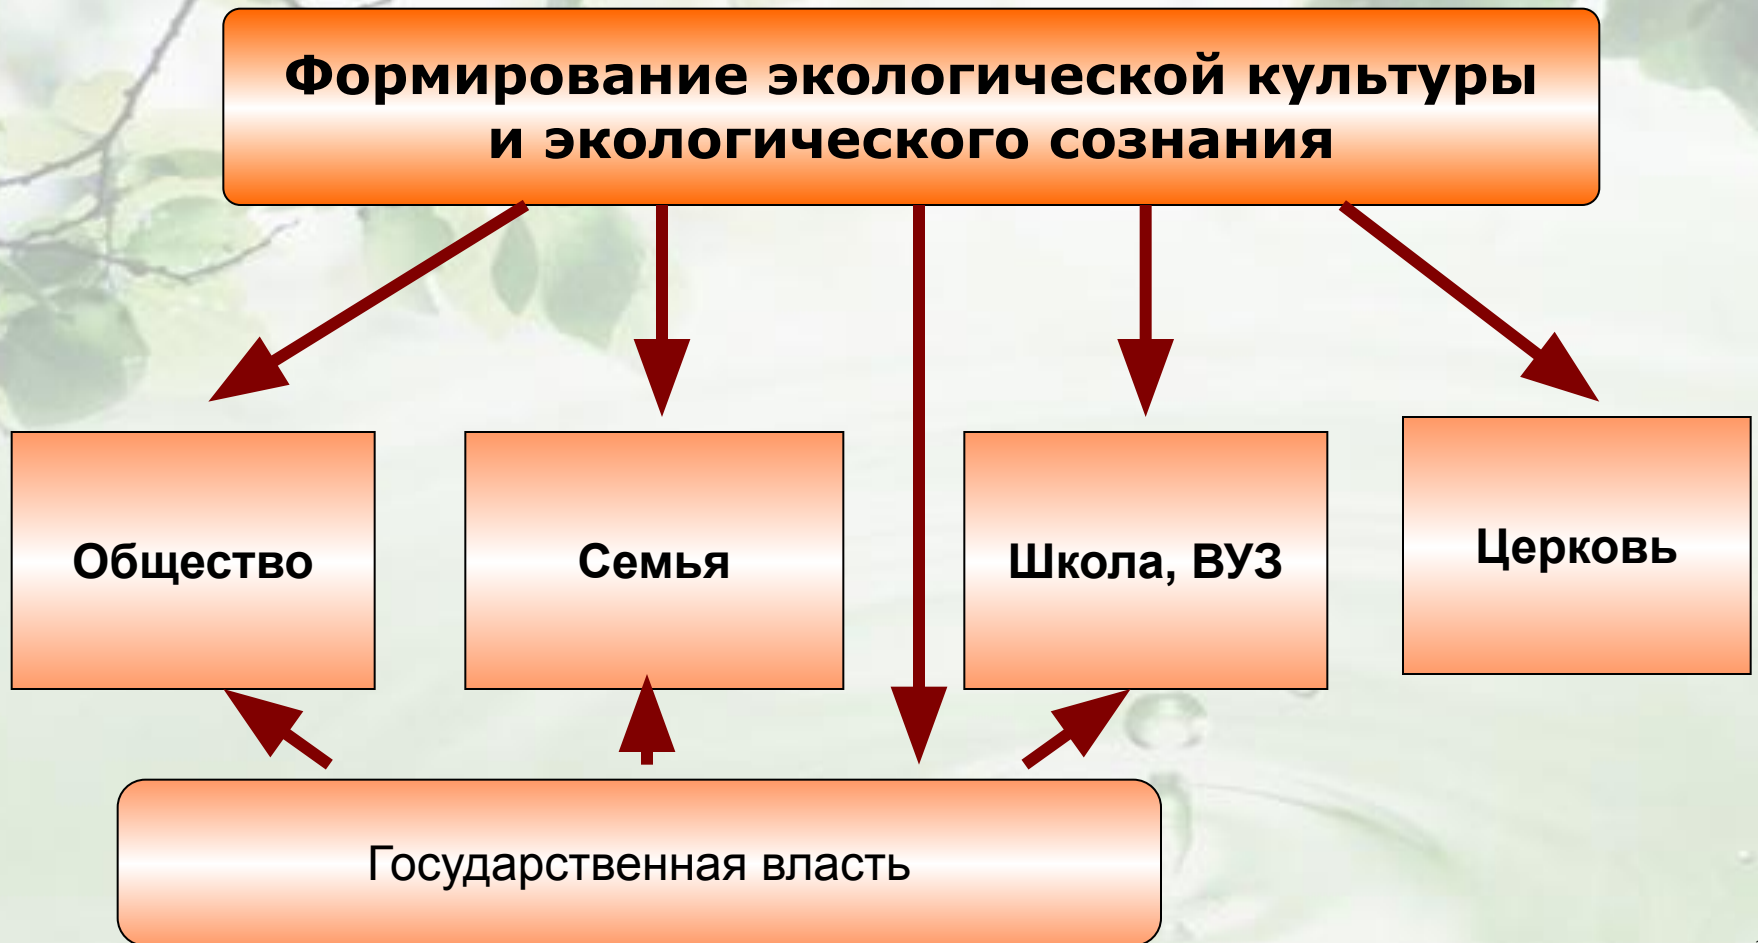 Формирование экологической культуры
и экологического сознания
Общество
Семья
Школа, ВУЗ
Церковь
Государственная власть